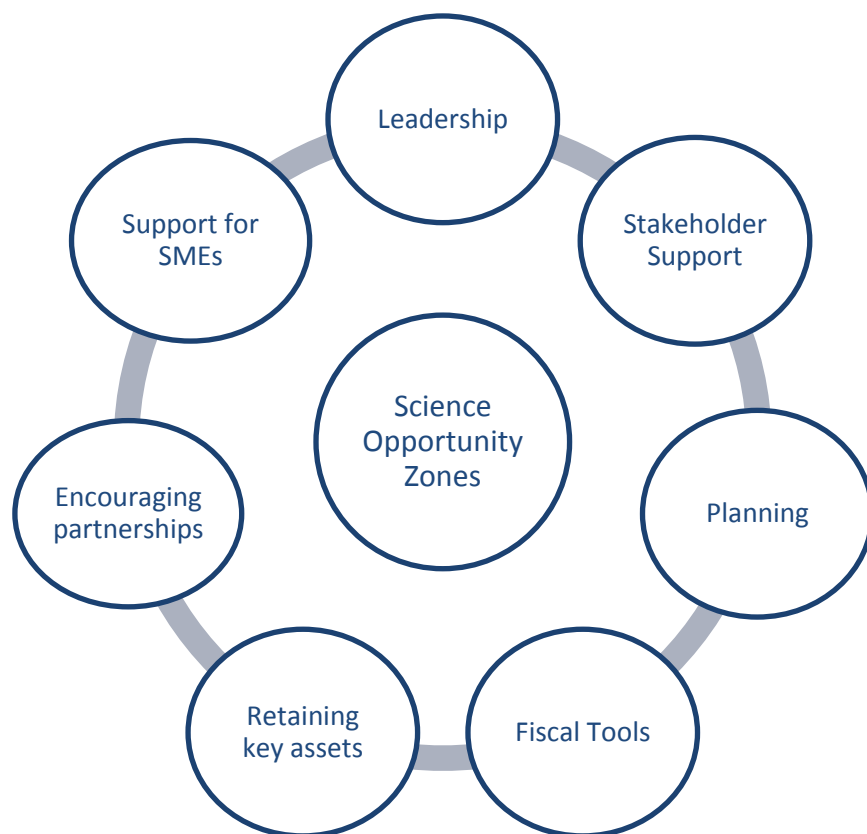 Leadership
Stakeholder
Support
Planning
Fiscal Tools
Retaining
key assets
Encouraging
partnerships
Support for
SMEs
Science
Opportunity
Zones